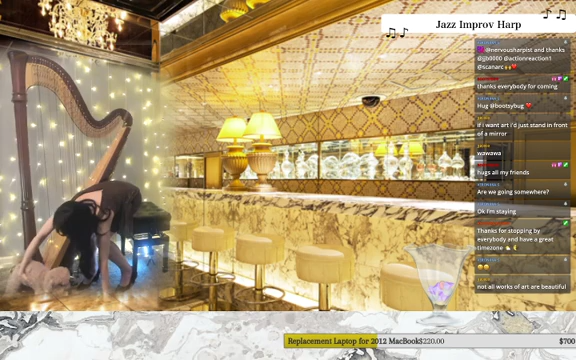 Jazz Improv Harp
@nervousharpist and thanks
@jjb0000 @actionreaction1
@scanarc
thanks everybody for coming
Hug @bootsybug
if i want art i'd just stand in front
of a mirror
wawawa
hugs all my friends
Are we going somewhere?
Ok I'm staying
Thanks for stopping by
everybody and have a great
timezone
not all works of art are beautiful
Replacement Laptop for 2012 MacBook $220.00 $700